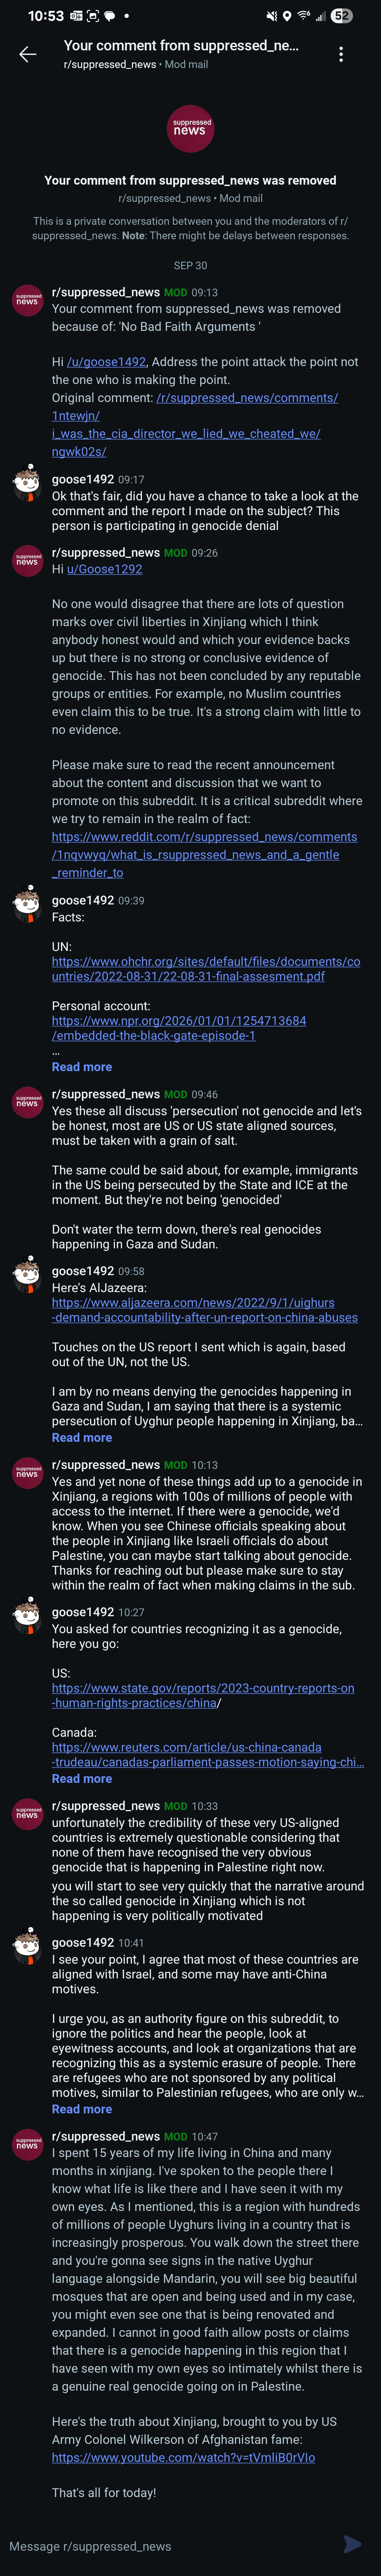 10:53
52
Your comment from suppressed_ne...
r/suppressed_news • Mod mail
suppressed
news
Your comment from suppressed_news was removed
r/suppressed_news • Mod mail
This is a private conversation between you and the moderators of r/
suppressed_news. Note: There might be delays between responses.
SEP 30
suppressed
news
r/suppressed_news MOD 09:13
Your comment from suppressed_news was removed
because of: 'No Bad Faith Arguments '
Hi /u/goose1492, Address the point attack the point not
the one who is making the point.
Original comment: /r/suppressed_news/comments/
1ntewjn/
i_was_the_cia_director_we_lied_we_cheated_we/
ngwk02s/
goose1492 09:17
Ok that's fair, did you have a chance to take a look at the
comment and the report I made on the subject? This
person is participating in genocide denial
suppressed
news
r/suppressed_news MOD 09:26
Hi u/Goose1292
No one would disagree that there are lots of question
marks over civil liberties in Xinjiang which I think
anybody honest would and which your evidence backs
up but there is no strong or conclusive evidence of
genocide. This has not been concluded by any reputable
groups or entities. For example, no Muslim countries
even claim this to be true. It's a strong claim with little to
no evidence.
Please make sure to read the recent announcement
about the content and discussion that we want to
promote on this subreddit. It is a critical subreddit where
we try to remain in the realm of fact:
https://www.reddit.com/r/suppressed_news/comments
/1nqvwyq/what_is_rsuppressed_news_and_a_gentle
_reminder_to
goose1492 09:39
Facts:
UN:
https://www.ohchr.org/sites/default/files/documents/co
untries/2022-08-31/22-08-31-final-assesment.pdf
Personal account:
https://www.npr.org/2026/01/01/1254713684
/embedded-the-black-gate-episode-1
...
Read more
suppressed
news
r/suppressed_news MOD 09:46
Yes these all discuss 'persecution' not genocide and let's
be honest, most are US or US state aligned sources,
must be taken with a grain of salt.
The same could be said about, for example, immigrants
in the US being persecuted by the State and ICE at the
moment. But they're not being 'genocided'
Don't water the term down, there's real genocides
happening in Gaza and Sudan.
goose1492 09:58
Here's AlJazeera:
https://www.aljazeera.com/news/2022/9/1/uighurs
-demand-accountability-after-un-report-on-china-abuses
Touches on the US report I sent which is again, based
out of the UN, not the US.
I am by no means denying the genocides happening in
Gaza and Sudan, I am saying that there is a systemic
persecution of Uyghur people happening in Xinjiang, ba...
Read more
suppressed
news
r/suppressed_news MOD 10:13
Yes and yet none of these things add up to a genocide in
Xinjiang, a regions with 100s of millions of people with
access to the internet. If there were a genocide, we'd
know. When you see Chinese officials speaking about
the people in Xinjiang like Israeli officials do about
Palestine, you can maybe start talking about genocide.
Thanks for reaching out but please make sure to stay
within the realm of fact when making claims in the sub.
goose1492 10:27
You asked for countries recognizing it as a genocide,
here you go:
US:
https://www.state.gov/reports/2023-country-reports-on
-human-rights-practices/china/
Canada:
https://www.reuters.com/article/us-china-canada
-trudeau/canadas-parliament-passes-motion-saying-chi...
Read more
suppressed
news
r/suppressed_news MOD 10:33
unfortunately the credibility of these very US-aligned
countries is extremely questionable considering that
none of them have recognised the very obvious
genocide that is happening in Palestine right now.
you will start to see very quickly that the narrative around
the so called genocide in Xinjiang which is not
happening is very politically motivated
goose1492 10:41
I see your point, I agree that most of these countries are
aligned with Israel, and some may have anti-China
motives.
I urge you, as an authority figure on this subreddit, to
ignore the politics and hear the people, look at
eyewitness accounts, and look at organizations that are
recognizing this as a systemic erasure of people. There
are refugees who are not sponsored by any political
motives, similar to Palestinian refugees, who are only w...
Read more
suppressed
news
r/suppressed_news MOD 10:47
I spent 15 years of my life living in China and many
months in xinjiang. I've spoken to the people there I
know what life is like there and I have seen it with my
own eyes. As I mentioned, this is a region with hundreds
of millions of people Uyghurs living in a country that is
increasingly prosperous. You walk down the street there
and you're gonna see signs in the native Uyghur
language alongside Mandarin, you will see big beautiful
mosques that are open and being used and in my case,
you might even see one that is being renovated and
expanded. I cannot in good faith allow posts or claims
that there is a genocide happening in this region that I
have seen with my own eyes so intimately whilst there is
a genuine real genocide going on in Palestine.
Here's the truth about Xinjiang, brought to you by US
Army Colonel Wilkerson of Afghanistan fame:
https://www.youtube.com/watch?v=tVmliB0rVIo
That's all for today!
Message r/suppressed_news